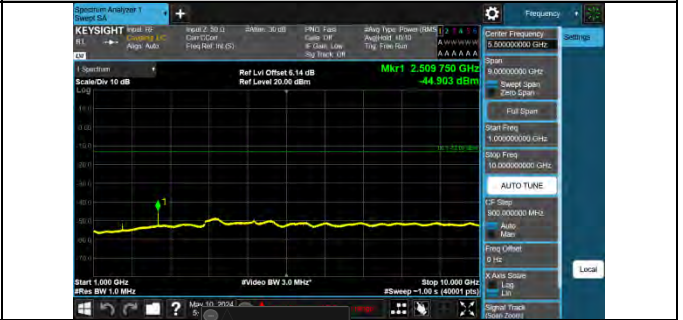 Spectrum Analyzer 1
Swept SA
+
Frequency
KEYSIGHT
Input: RF
Coupling: DC
Align: Auto
Input Z: 50 Ω
Corr CCorr
Freq Ref: Int (S)
#Atten: 30 dB
PNO: Fast
Gate: Off
IF Gain: Low
Sig Track: Off
#Avg Type: Power (RMS)
Avg|Hold: >10/10
Trig: Free Run
A W W W W W
A A A A A A
1 Spectrum
Scale/Div 10 dB
Log
Ref Lvl Offset 6.14 dB
Ref Level 20.00 dBm
Mkr1 2.509 750 GHz
-44.903 dBm
1
Start 1.000 GHz
#Res BW 1.0 MHz
#Video BW 3.0 MHz*
Stop 10.000 GHz
#Sweep ~1.00 s (40001 pts)
May 10, 2024
?
Center Frequency
5.500000000 GHz
Settings
Span
9.00000000 GHz
Swept Span
Zero Span
Full Span
Start Freq
1.000000000 GHz
Stop Freq
10.000000000 GHz
AUTO TUNE
CF Step
900.000000 MHz
Auto
Man
Freq Offset
0 Hz
X Axis Scale
Log
Lin
Signal Track
(Span Zoom)
Local